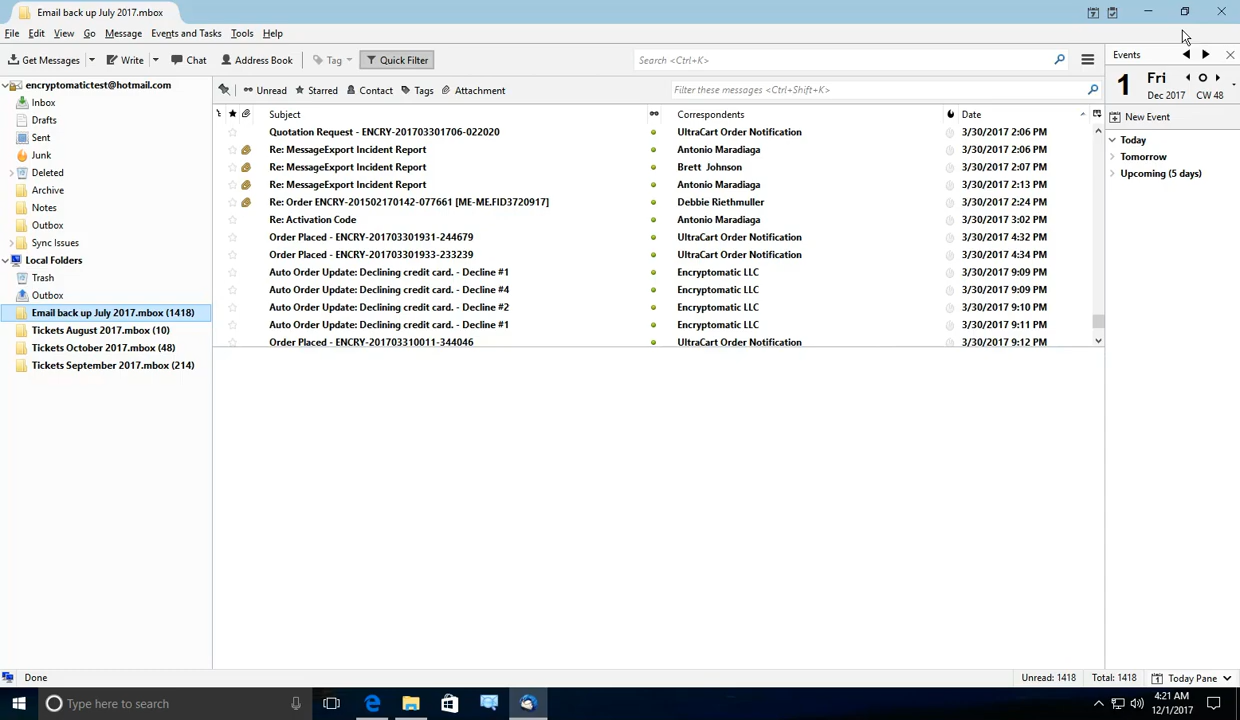 Email back up July 2017.mbox
File Edit View Go Message Events and Tasks Tools Help
Get Messages Write Chat Address Book Tag Quick Filter Search <Ctrl+K>
Events
1 Fri
Dec 2017 CW 48
New Event
Today
Tomorrow
Upcoming (5 days)
encryptomatictest@hotmail.com
Inbox
Drafts
Sent
Junk
Deleted
Archive
Notes
Outbox
Sync Issues
Local Folders
Trash
Outbox
Email back up July 2017.mbox (1418)
Tickets August 2017.mbox (10)
Tickets October 2017.mbox (48)
Tickets September 2017.mbox (214)
Unread Starred Contact Tags Attachment Filter these messages <Ctrl+Shift+K>
Subject Correspondents Date
Quotation Request - ENCRY-201703301706-022020 UltraCart Order Notification 3/30/2017 2:06 PM
Re: MessageExport Incident Report Antonio Maradiaga 3/30/2017 2:06 PM
Re: MessageExport Incident Report Brett Johnson 3/30/2017 2:07 PM
Re: MessageExport Incident Report Antonio Maradiaga 3/30/2017 2:13 PM
Re: Order ENCRY-201502170142-077661 [ME-ME.FID3720917] Debbie Riethmuller 3/30/2017 2:24 PM
Re: Activation Code Antonio Maradiaga 3/30/2017 3:02 PM
Order Placed - ENCRY-201703301931-244679 UltraCart Order Notification 3/30/2017 4:32 PM
Order Placed - ENCRY-201703301933-233239 UltraCart Order Notification 3/30/2017 4:34 PM
Auto Order Update: Declining credit card. - Decline #1 Encryptomatic LLC 3/30/2017 9:09 PM
Auto Order Update: Declining credit card. - Decline #4 Encryptomatic LLC 3/30/2017 9:09 PM
Auto Order Update: Declining credit card. - Decline #2 Encryptomatic LLC 3/30/2017 9:10 PM
Auto Order Update: Declining credit card. - Decline #1 Encryptomatic LLC 3/30/2017 9:11 PM
Order Placed - ENCRY-201703310011-344046 UltraCart Order Notification 3/30/2017 9:12 PM
Done Unread: 1418 Total: 1418 Today Pane
Type here to search
4:21 AM
12/1/2017